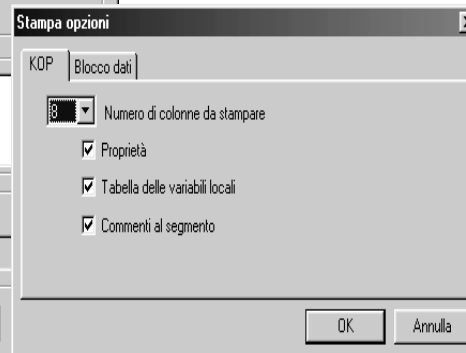 Stampa opzioni
KOP Blocco dati
8 Numero di colonne da stampare
Proprietà
Tabella delle variabili locali
Commenti al segmento
OK Annulla